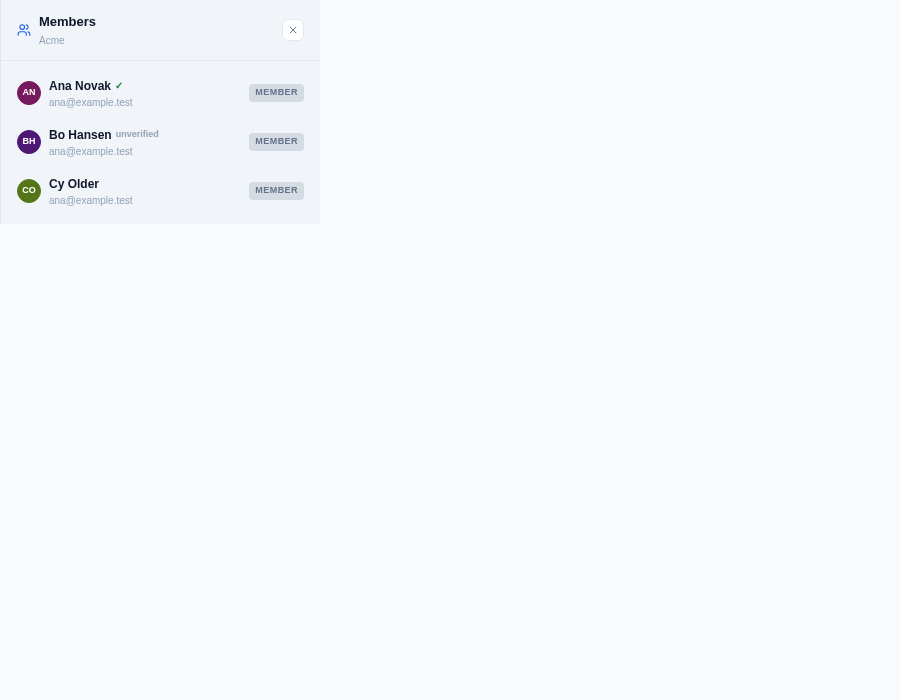 Members
Acme
AN
Ana Novak ✓
ana@example.test
MEMBER
BH
Bo Hansen unverified
ana@example.test
MEMBER
CO
Cy Older
ana@example.test
MEMBER